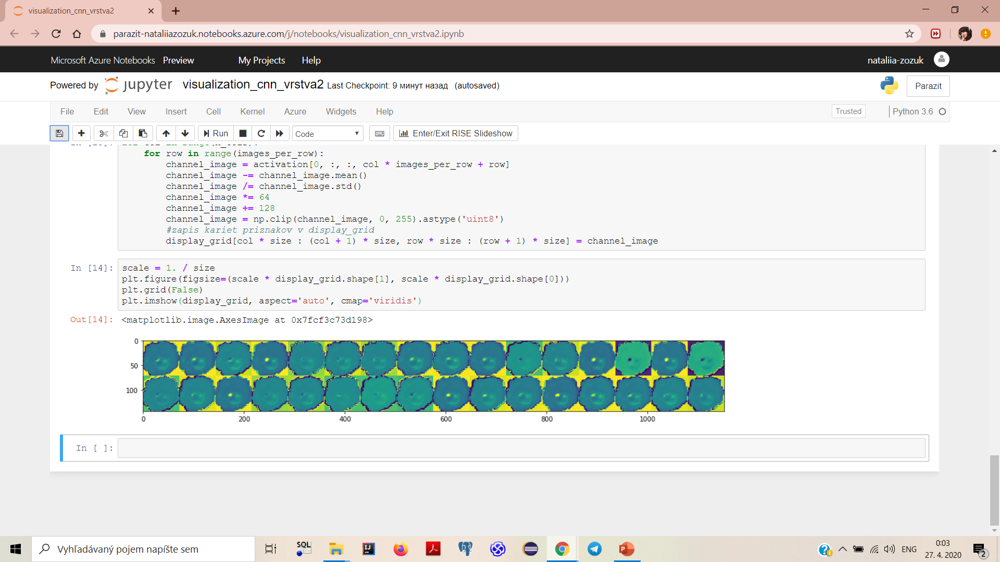 visualization_cnn_vrstva2
parazit-nataliiazozuk.notebooks.azure.com/j/notebooks/visualization_cnn_vrstva2.ipynb
Microsoft Azure Notebooks Preview My Projects Help nataliia-zozuk
Powered by jupyter visualization_cnn_vrstva2 Last Checkpoint: 9 минут назад (autosaved) Parazit
File Edit View Insert Cell Kernel Azure Widgets Help Trusted Python 3.6
Run Code Enter/Exit RISE Slideshow
for row in range(images_per_row):
channel_image = activation[0, :, :, col * images_per_row + row]
channel_image -= channel_image.mean()
channel_image /= channel_image.std()
channel_image *= 64
channel_image += 128
channel_image = np.clip(channel_image, 0, 255).astype('uint8')
#zapis kariet priznakov v display_grid
display_grid[col * size : (col + 1) * size, row * size : (row + 1) * size] = channel_image
In [14]: scale = 1. / size
plt.figure(figsize=(scale * display_grid.shape[1], scale * display_grid.shape[0]))
plt.grid(False)
plt.imshow(display_grid, aspect='auto', cmap='viridis')
Out[14]: <matplotlib.image.AxesImage at 0x7fcf3c73d198>
0
50
100
0 200 400 600 800 1000
In [ ]:
Vyhľadávaný pojem napíšte sem SQL IJ P ENG 0:03
27. 4. 2020 2